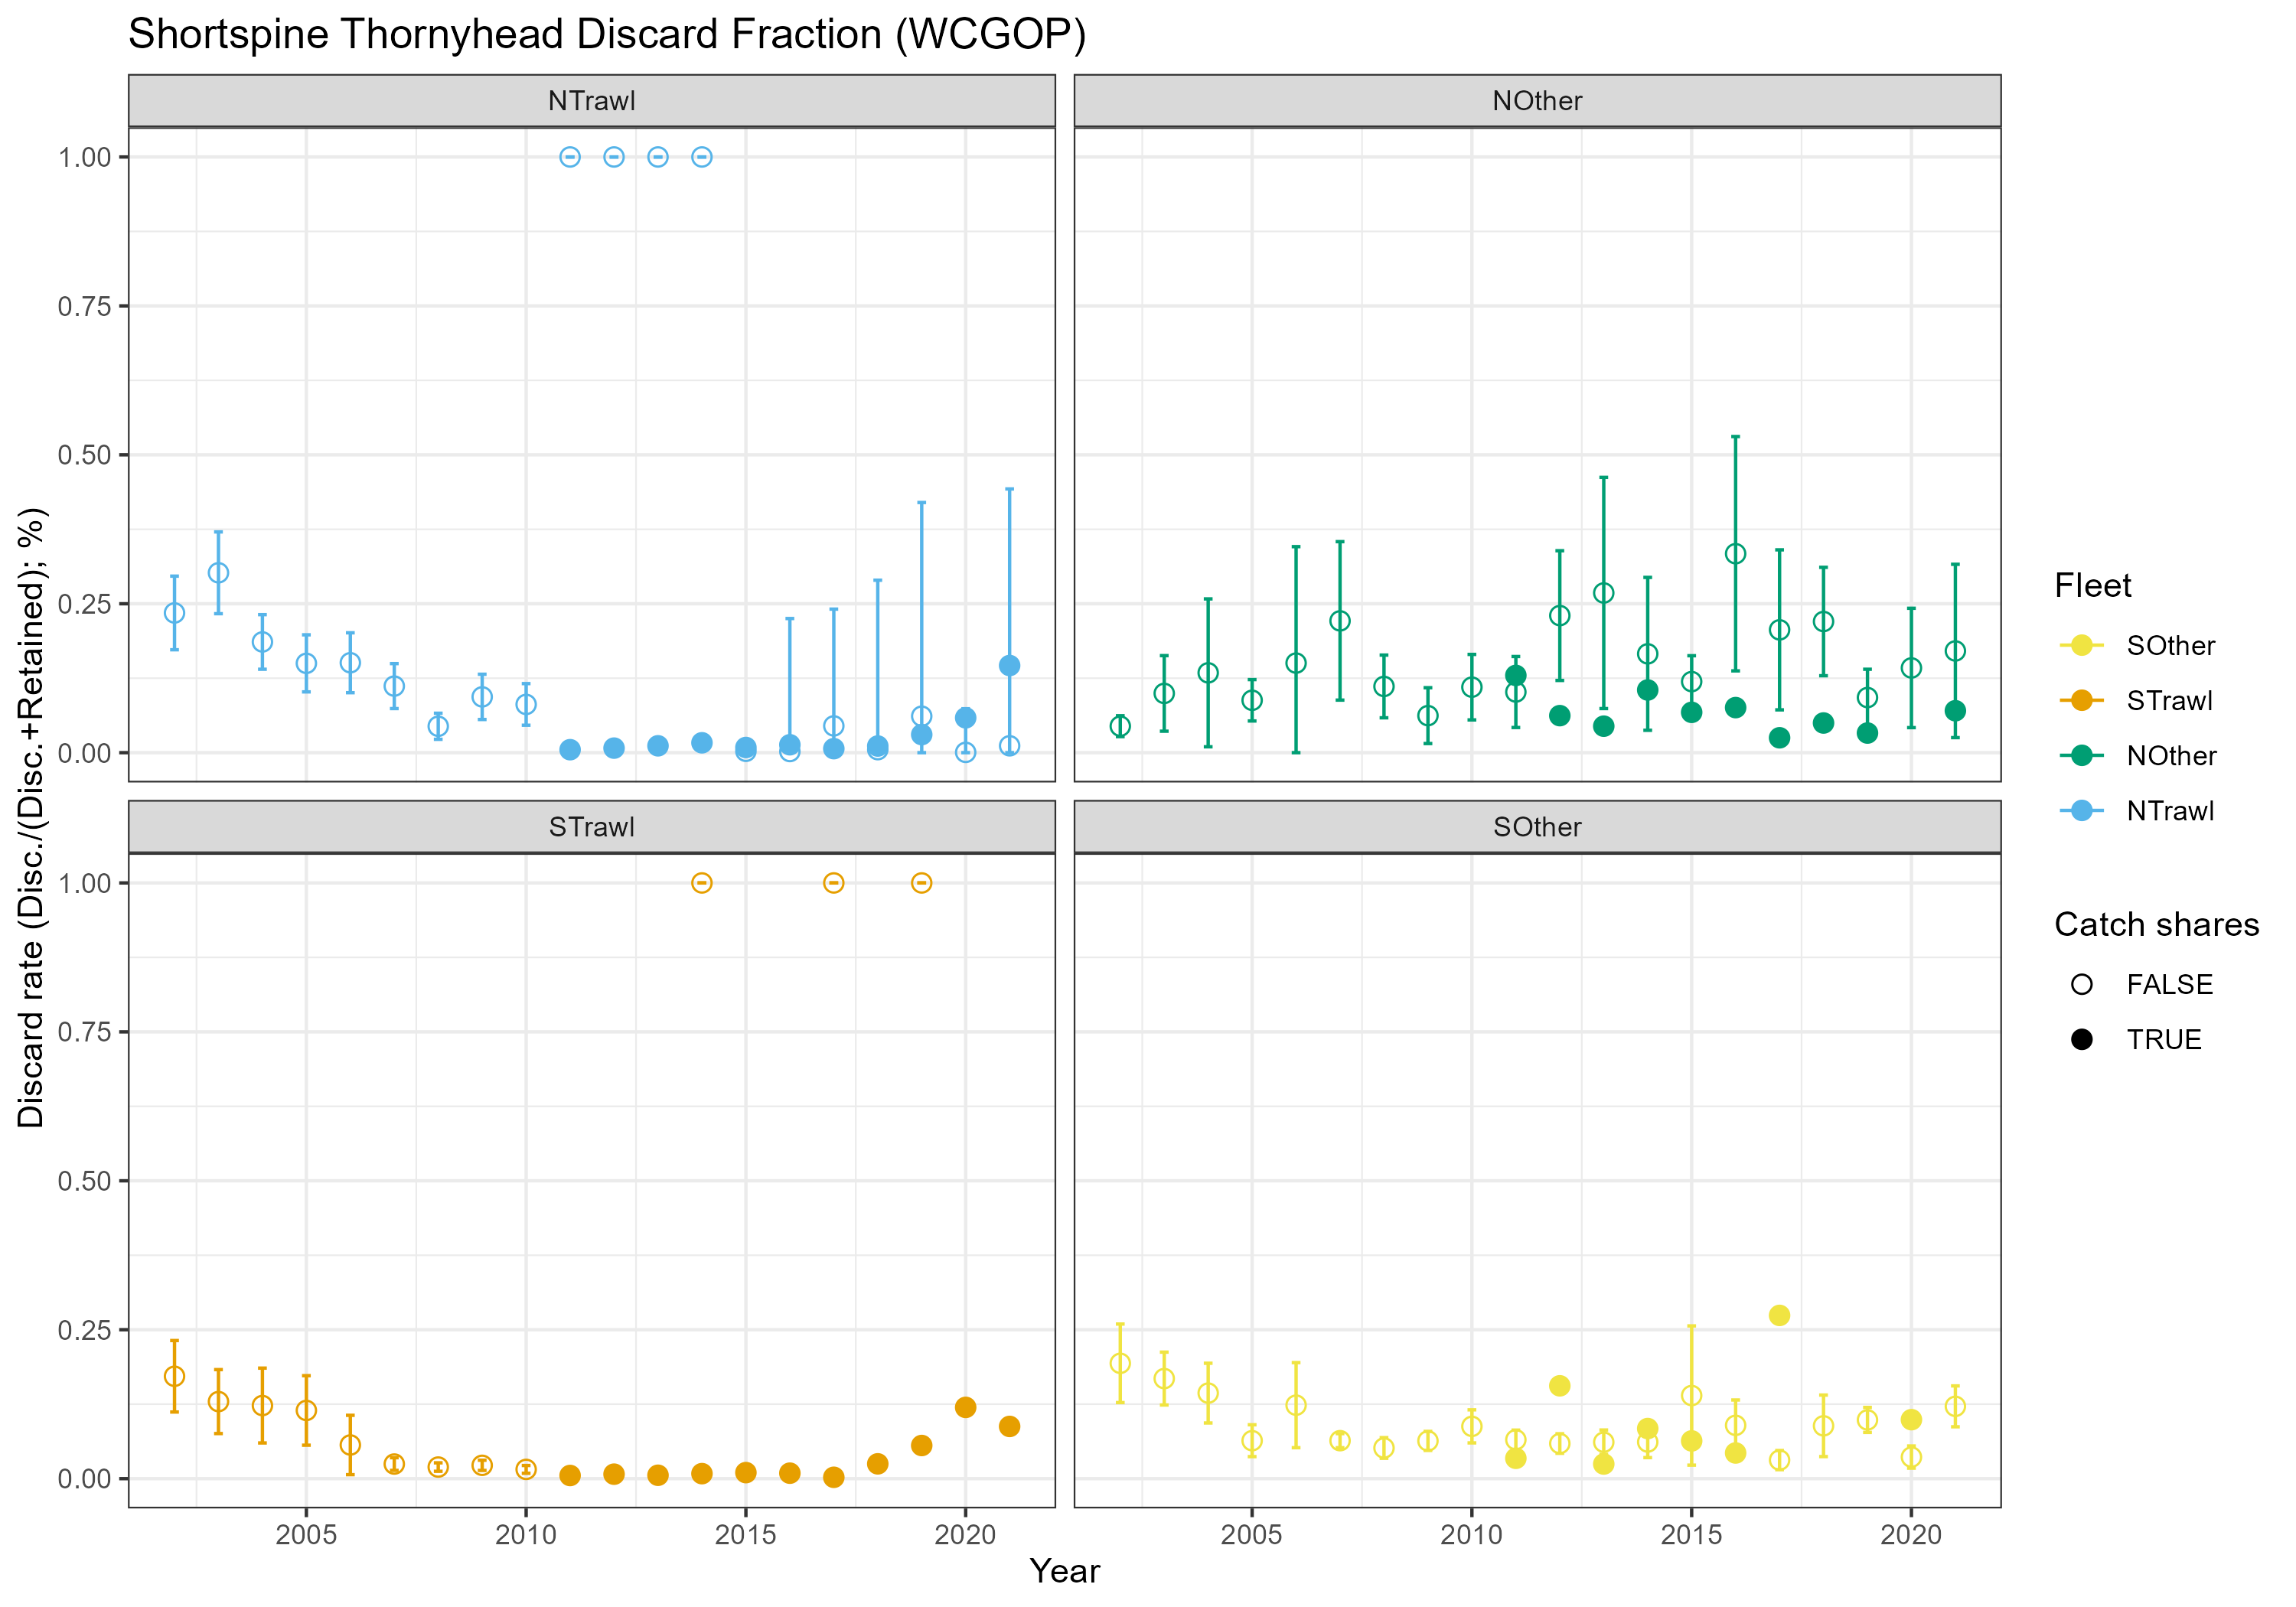 Shortspine Thornyhead Discard Fraction (WCGOP)
NTrawl
NOther
1.00
0.75
0.50
0.25
0.00
STrawl
SOther
1.00
0.75
0.50
0.25
0.00
Discard rate (Disc./(Disc.+Retained); %)
2005 2010 2015 2020
2005 2010 2015 2020
Year
Fleet
SOther
STrawl
NOther
NTrawl
Catch shares
FALSE
TRUE